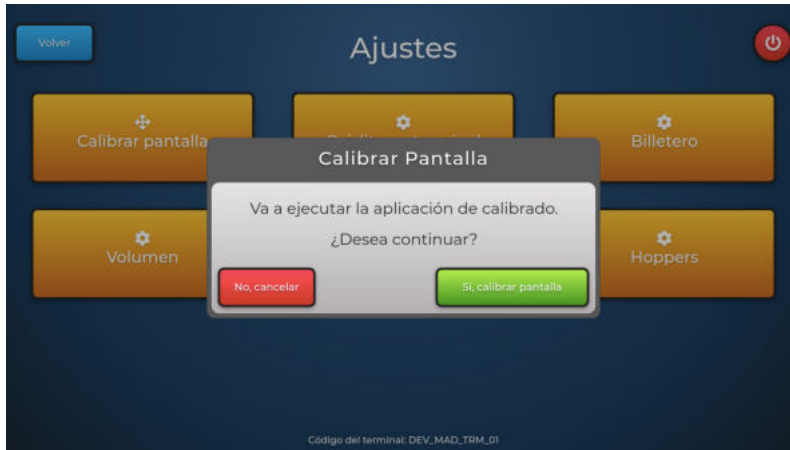 Volver
Ajustes
Calibrar pantalla
Billetero
Calibrar Pantalla
Va a ejecutar la aplicación de calibrado.
¿Desea continuar?
Volumen
Hoppers
No, cancelar
Sí, calibrar pantalla
Código del terminal: DEV_MAD_TRM_01